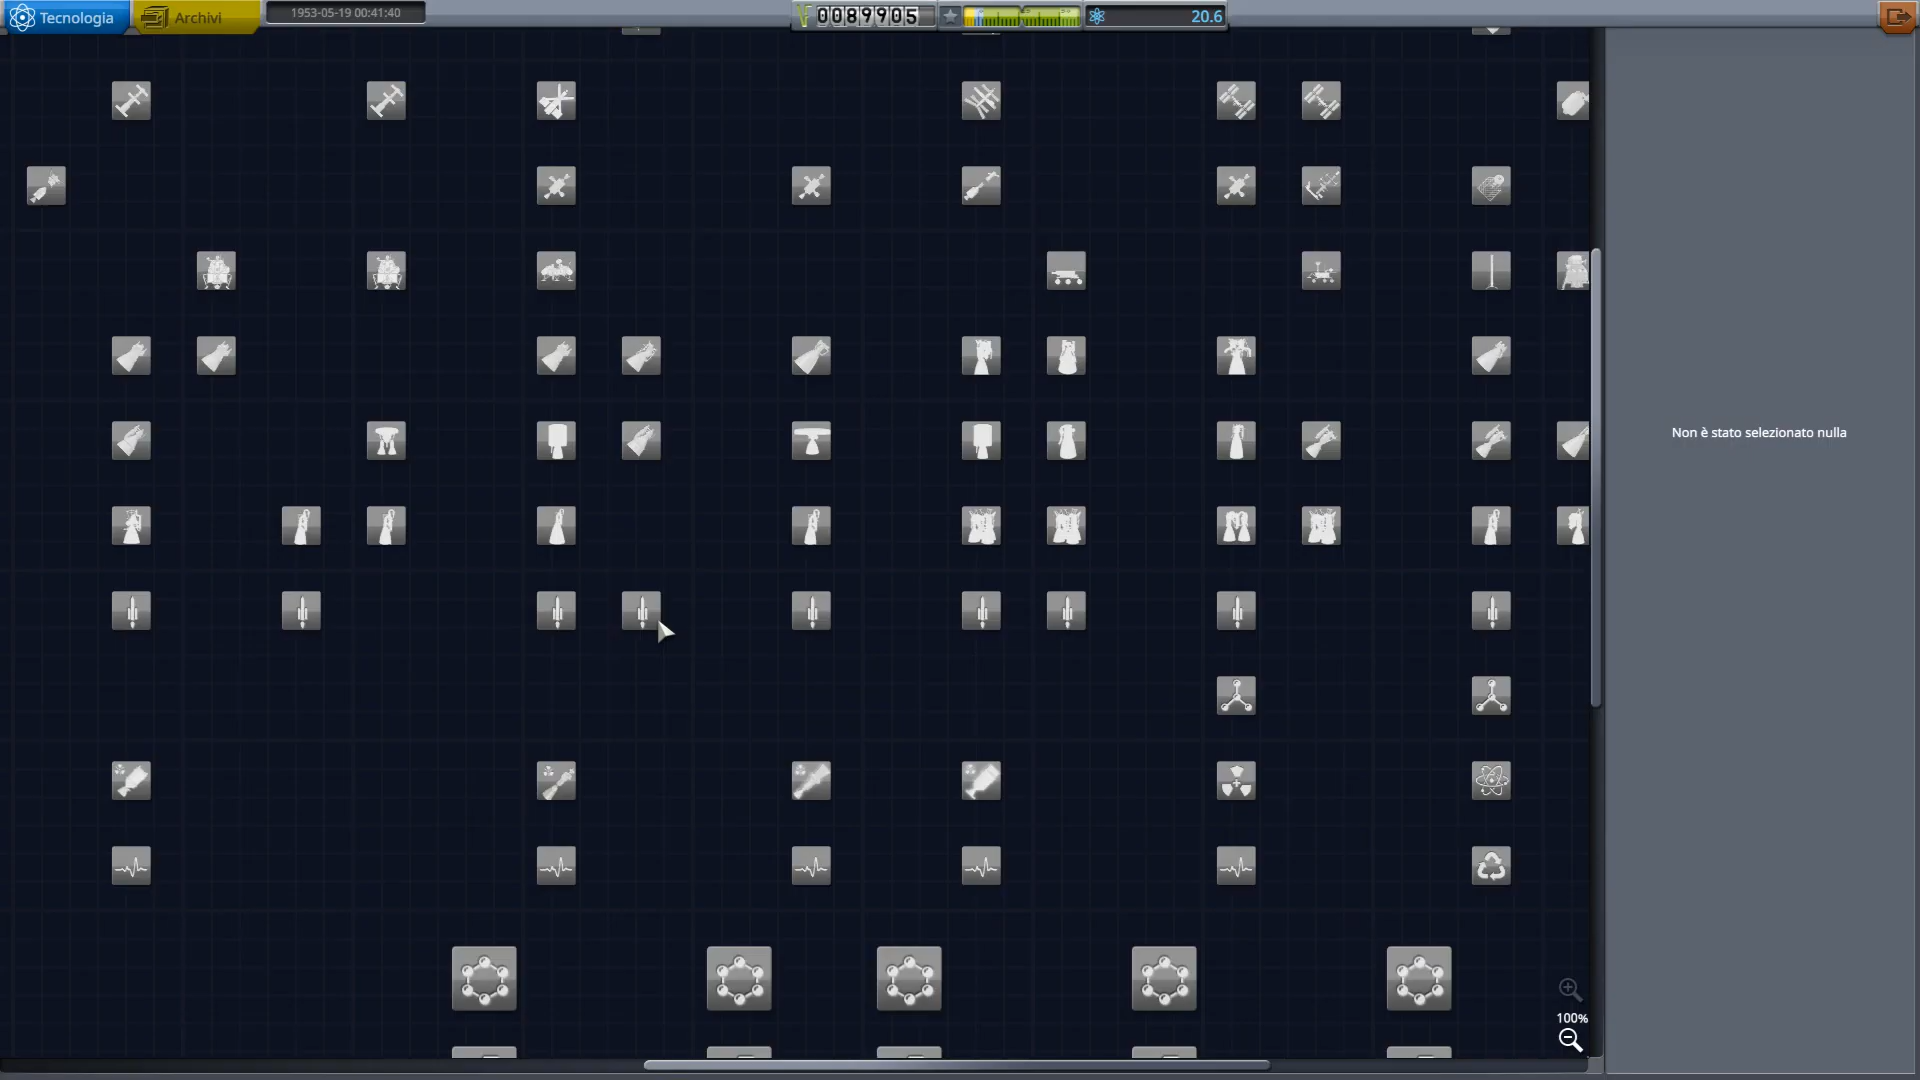 Tecnologia
Archivi
1953-05-19 00:41:40
0089905
20.6
Non è stato selezionato nulla
100%